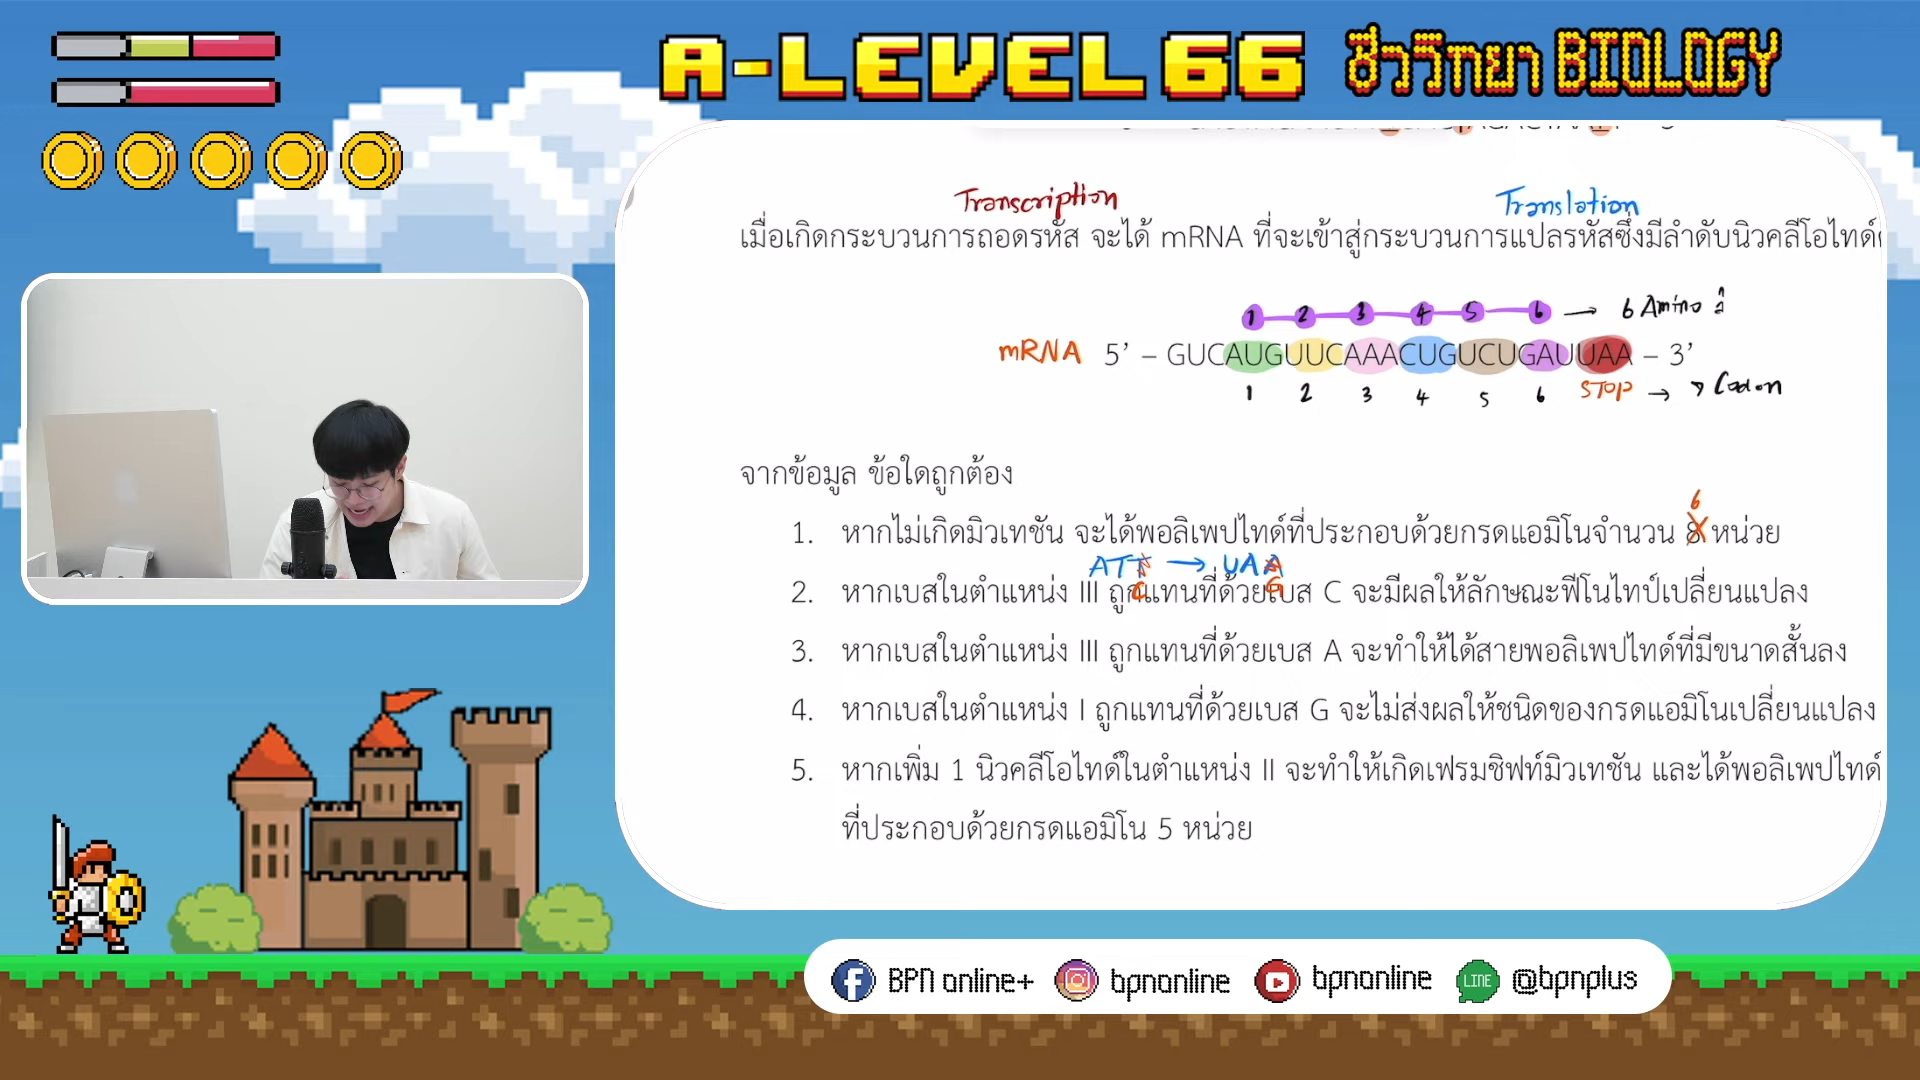 A-LEVEL 66 ชีววิทยา BIOLOGY
Transcription Translation
เมื่อเกิดกระบวนการถอดรหัส จะได้ mRNA ที่จะเข้าสู่กระบวนการแปลรหัสซึ่งมีลำดับนิวคลีโอไทด์
1 2 3 4 5 6 → 6 Amino
mRNA 5’ – GUCAUGUUCAAACUGUCUGAUUAA – 3’
1 2 3 4 5 6 STOP → 7 Codon
จากข้อมูล ข้อใดถูกต้อง
6
1. หากไม่เกิดมิวเทชัน จะได้พอลิเพปไทด์ที่ประกอบด้วยกรดแอมิโนจำนวน 8 หน่วย
ATT → UAA
C G
2. หากเบสในตำแหน่ง III ถูกแทนที่ด้วยเบส C จะมีผลให้ลักษณะฟีโนไทป์เปลี่ยนแปลง
3. หากเบสในตำแหน่ง III ถูกแทนที่ด้วยเบส A จะทำให้ได้สายพอลิเพปไทด์ที่มีขนาดสั้นลง
4. หากเบสในตำแหน่ง I ถูกแทนที่ด้วยเบส G จะไม่ส่งผลให้ชนิดของกรดแอมิโนเปลี่ยนแปลง
5. หากเพิ่ม 1 นิวคลีโอไทด์ในตำแหน่ง II จะทำให้เกิดเฟรมชิฟท์มิวเทชัน และได้พอลิเพปไทด์
ที่ประกอบด้วยกรดแอมิโน 5 หน่วย
BPN online+ bpnonline bpnonline LINE @bpnplus